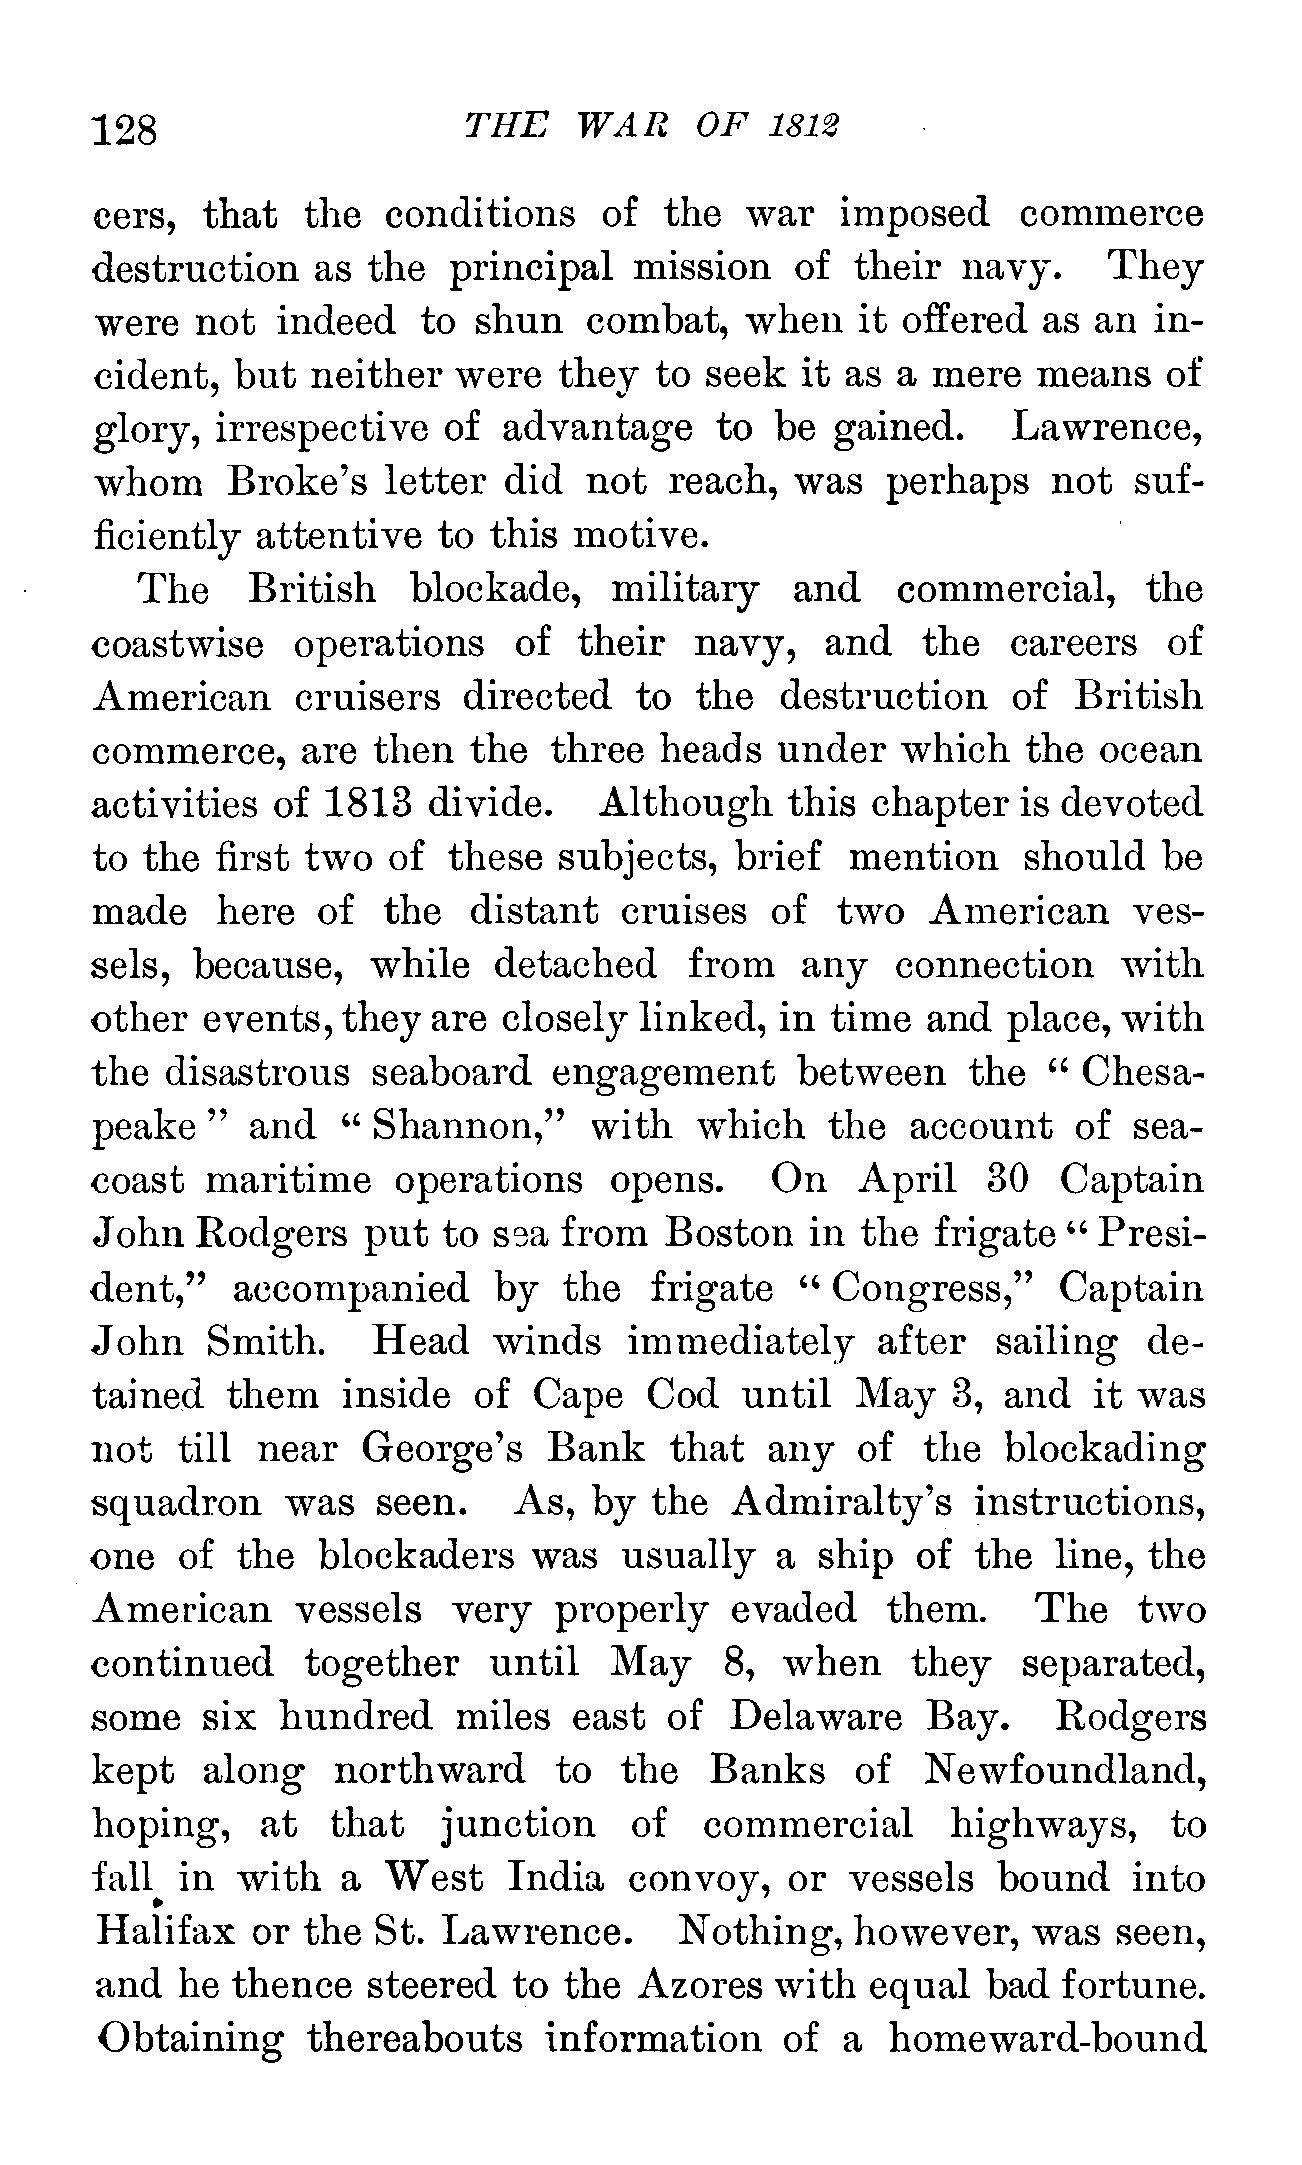 128 THE WAR OF 1812
cers, that the conditions of the war imposed commerce
destruction as the principal mission of their navy. They
were not indeed to shun combat, when it offered as an in-
cident, but neither were they to seek it as a mere means of
glory, irrespective of advantage to be gained. Lawrence,
whom Broke's letter did not reach, was perhaps not suf-
ficiently attentive to this motive.
The British blockade, military and commercial, the
coastwise operations of their navy, and the careers of
American cruisers directed to the destruction of British
commerce, are then the three heads under which the ocean
activities of 1813 divide. Although this chapter is devoted
to the first two of these subjects, brief mention should be
made here of the distant cruises of two American ves-
sels, because, while detached from any connection with
other events, they are closely linked, in time and place, with
the disastrous seaboard engagement between the “ Chesa-
peake ” and “ Shannon,” with which the account of sea-
coast maritime operations opens. On April 30 Captain
John Rodgers put to sea from Boston in the frigate “ Presi-
dent,” accompanied by the frigate “ Congress,” Captain
John Smith. Head winds immediately after sailing de-
tained them inside of Cape Cod until May 3, and it was
not till near George's Bank that any of the blockading
squadron was seen. As, by the Admiralty's instructions,
one of the blockaders was usually a ship of the line, the
American vessels very properly evaded them. The two
continued together until May 8, when they separated,
some six hundred miles east of Delaware Bay. Rodgers
kept along northward to the Banks of Newfoundland,
hoping, at that junction of commercial highways, to
fall in with a West India convoy, or vessels bound into
Halifax or the St. Lawrence. Nothing, however, was seen,
and he thence steered to the Azores with equal bad fortune.
Obtaining thereabouts information of a homeward-bound